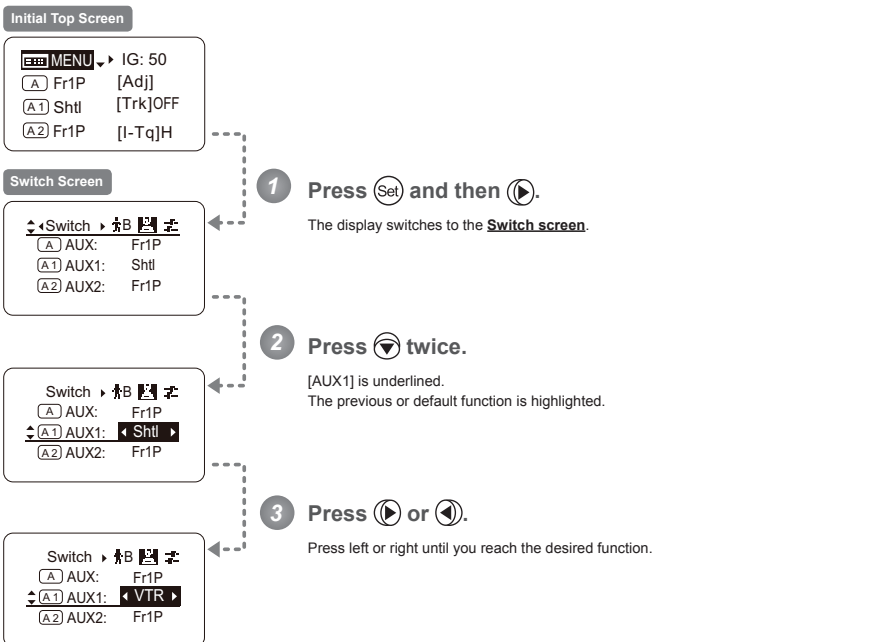 Initial Top Screen
MENU IG: 50
A Fr1P [Adj]
A1 Shtl [Trk]OFF
A2 Fr1P [I-Tq]H
Switch Screen
Switch B
A AUX: Fr1P
A1 AUX1: Shtl
A2 AUX2: Fr1P
1 Press Set and then .
The display switches to the Switch screen.
2 Press twice.
[AUX1] is underlined.
The previous or default function is highlighted.
Switch B
A AUX: Fr1P
A1 AUX1: Shtl
A2 AUX2: Fr1P
3 Press or .
Press left or right until you reach the desired function.
Switch B
A AUX: Fr1P
A1 AUX1: VTR
A2 AUX2: Fr1P